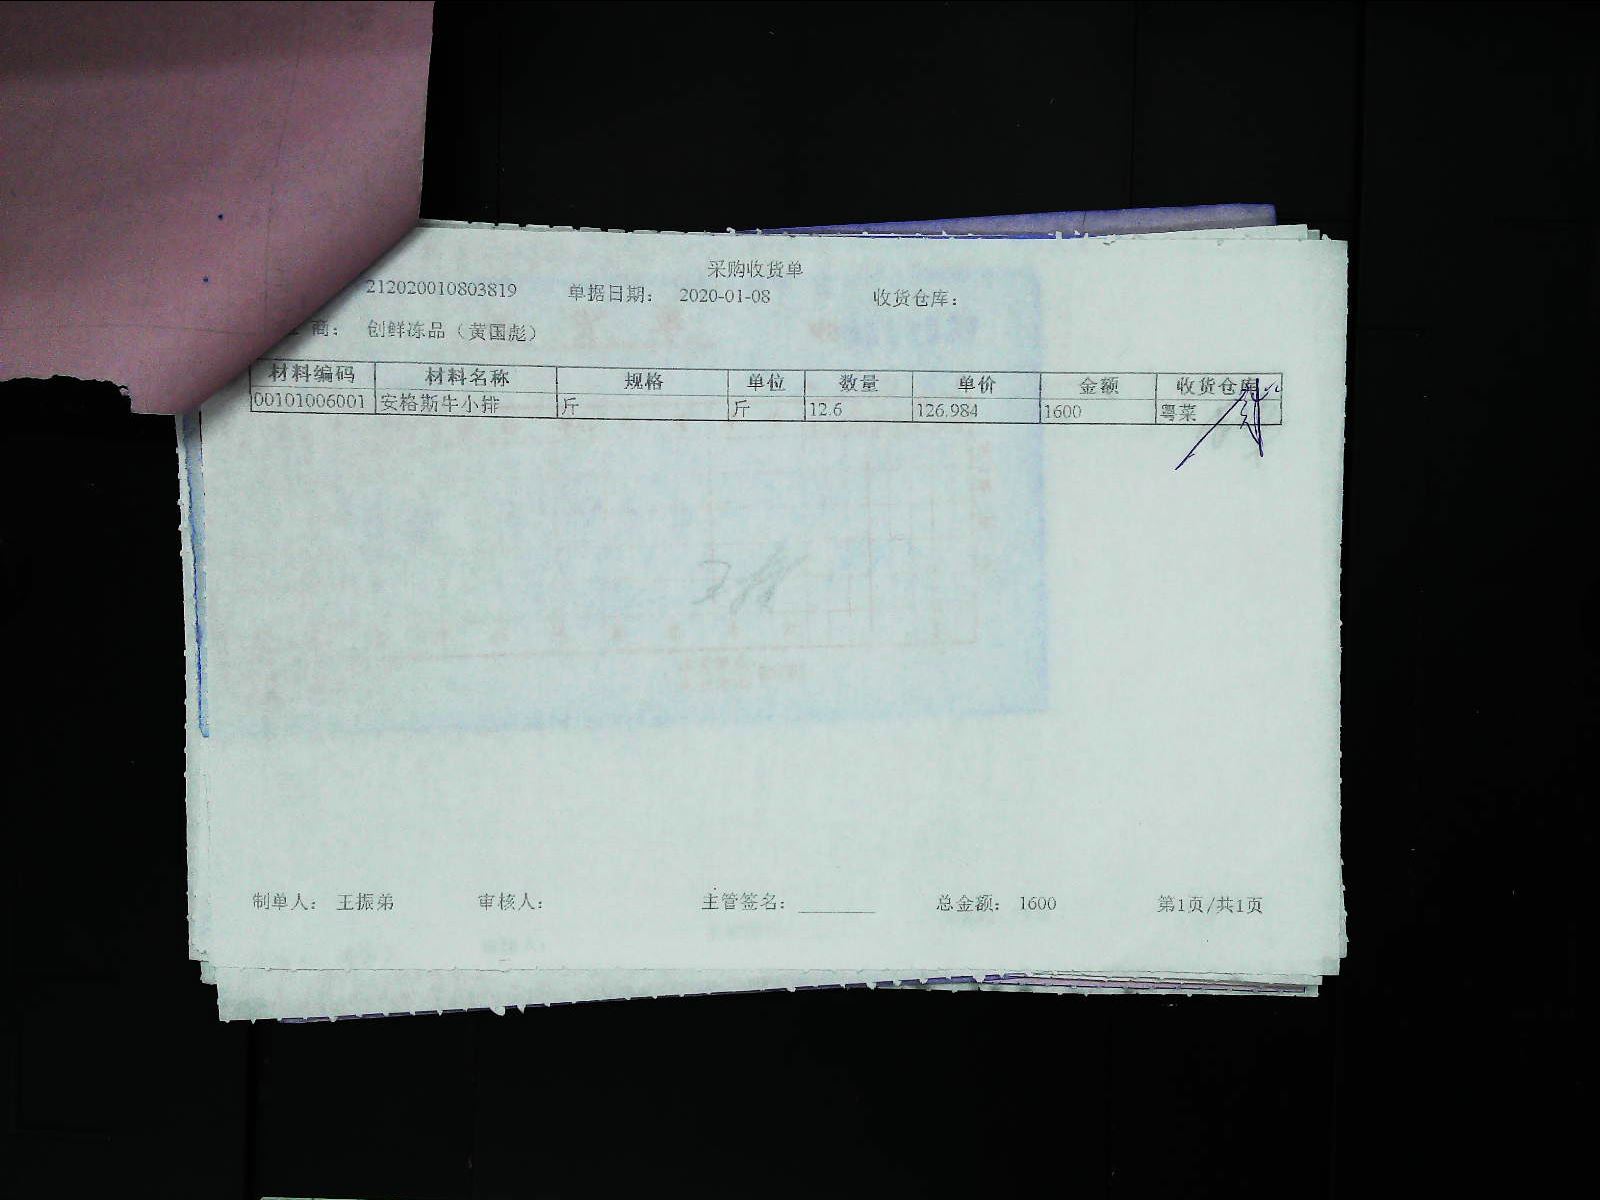 采购收货单
212020010803819 单据日期： 2020-01-08 收货仓库：
商： 创鲜冻品（黄国彪）
材料编码 材料名称 规格 单位 数量 单价 金额 收货仓库
00101006001 安格斯牛小排 斤 斤 12.6 126.984 1600 粤菜
制单人： 王振弟 审核人： 主管签名： 总金额： 1600 第1页/共1页